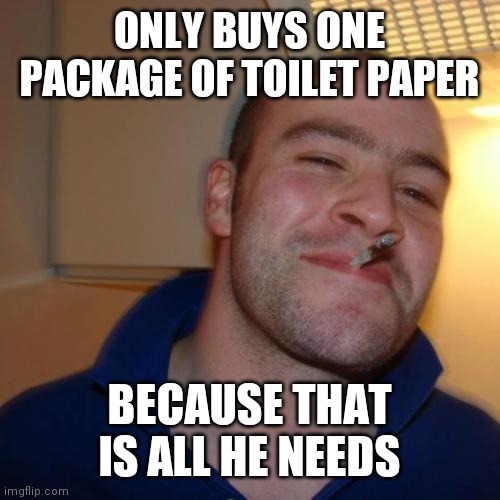 ONLY BUYS ONE
PACKAGE OF TOILET PAPER
BECAUSE THAT
IS ALL HE NEEDS
imgflip.com